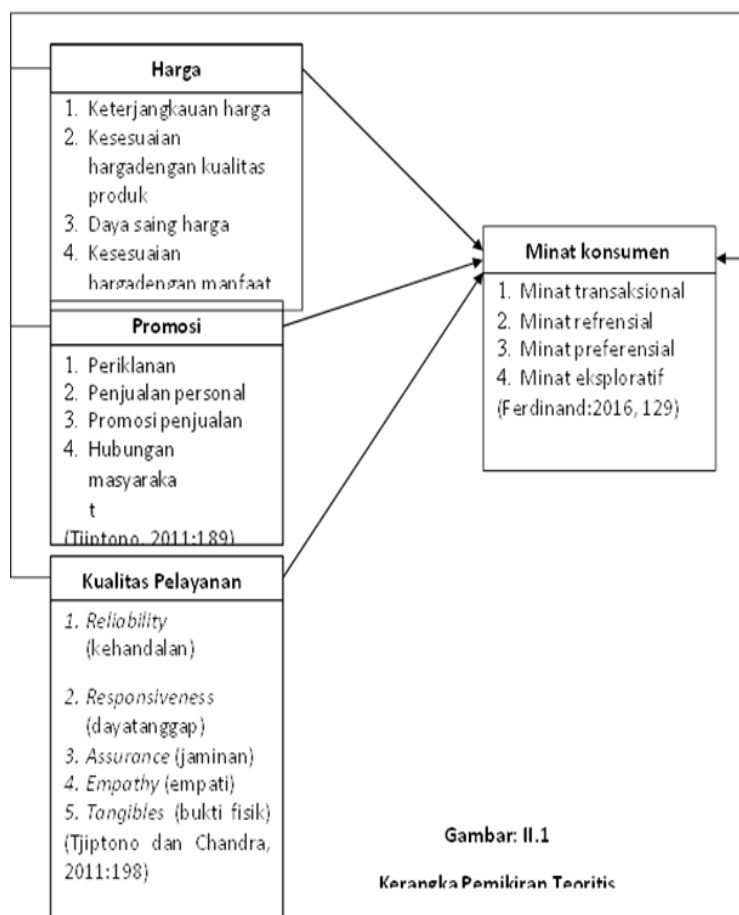 Harga
1. Keterjangkauan harga
2. Kesesuaian
hargadengan kualitas
produk
3. Daya saing harga
4. Kesesuaian
hargadengan manfaat
Promosi
1. Periklanan
2. Penjualan personal
3. Promosi penjualan
4. Hubungan
masyaraka
t
(Tjiptono, 2011:189)
Kualitas Pelayanan
1. Reliability
(kehandalan)
2. Responsiveness
(dayatanggap)
3. Assurance (jaminan)
4. Empathy (empati)
5. Tangibles (bukti fisik)
(Tjiptono dan Chandra,
2011:198)
Minat konsumen
1. Minat transaksional
2. Minat refrensial
3. Minat preferensial
4. Minat eksploratif
(Ferdinand:2016, 129)
Gambar: II.1
Kerangka Pemikiran Teoritis